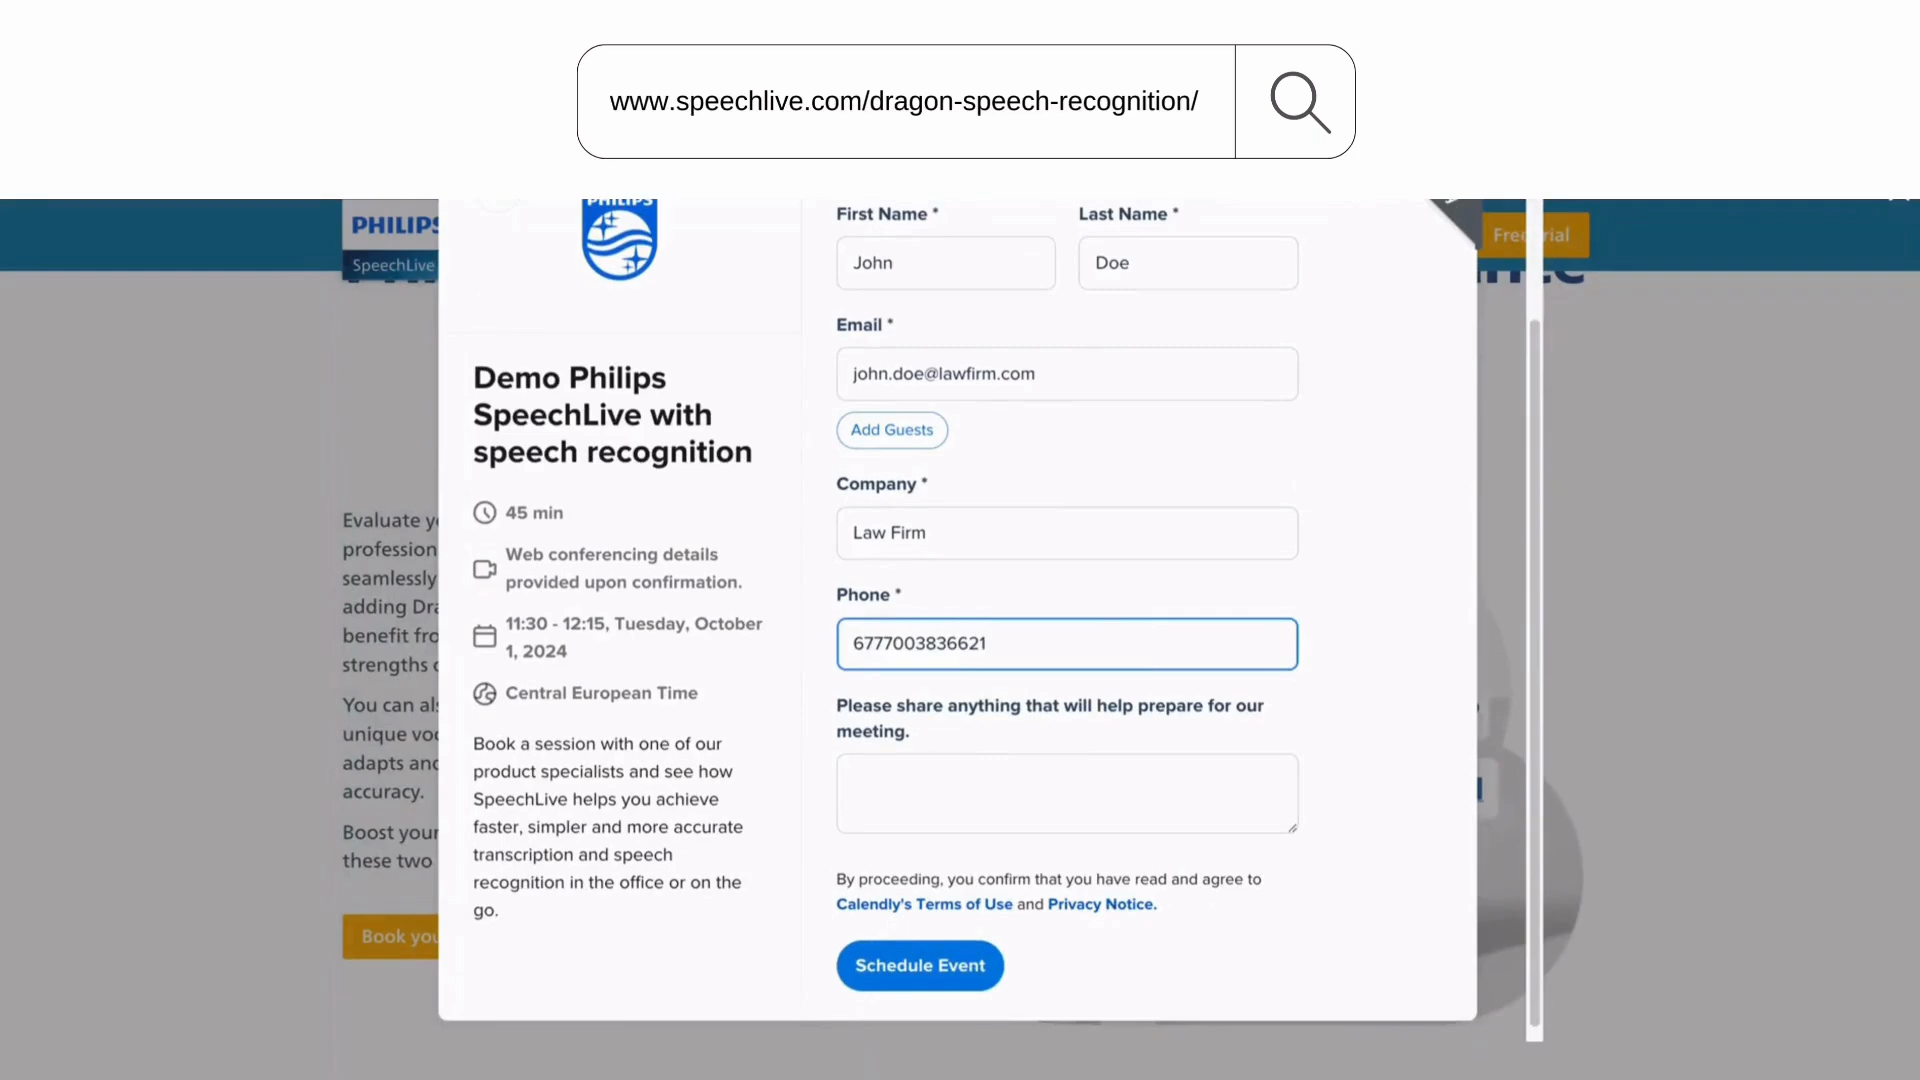 www.speechlive.com/dragon-speech-recognition/
PHILIPS
SpeechLive
PHILIPS
Demo Philips
SpeechLive with
speech recognition
45 min
Web conferencing details
provided upon confirmation.
11:30 - 12:15, Tuesday, October
1, 2024
Central European Time
Book a session with one of our
product specialists and see how
SpeechLive helps you achieve
faster, simpler and more accurate
transcription and speech
recognition in the office or on the
go.
First Name *
Last Name *
John
Doe
Email *
john.doe@lawfirm.com
Add Guests
Company *
Law Firm
Phone *
6777003836621
Please share anything that will help prepare for our
meeting.
By proceeding, you confirm that you have read and agree to
Calendly's Terms of Use and Privacy Notice.
Schedule Event
Evaluate
profession
seamlessly
adding
benefit
strengths
You can
unique
adapts
accuracy.
Boost your
these two
Book